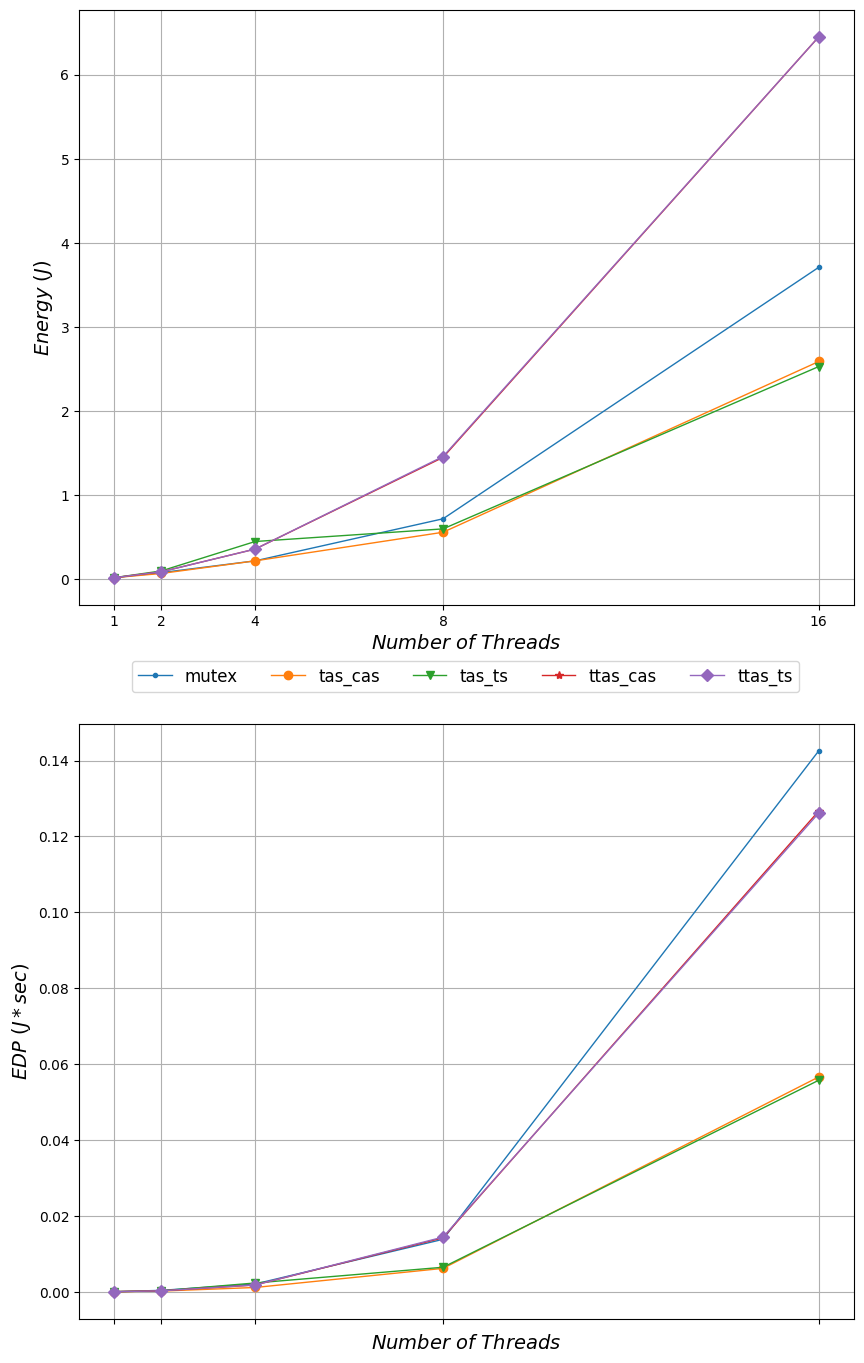 6
5
4
3
2
1
0
Energy (J)
1 2 4 8 16
Number of Threads
mutex tas_cas tas_ts ttas_cas ttas_ts
0.14
0.12
0.10
0.08
0.06
0.04
0.02
0.00
EDP (J * sec)
Number of Threads